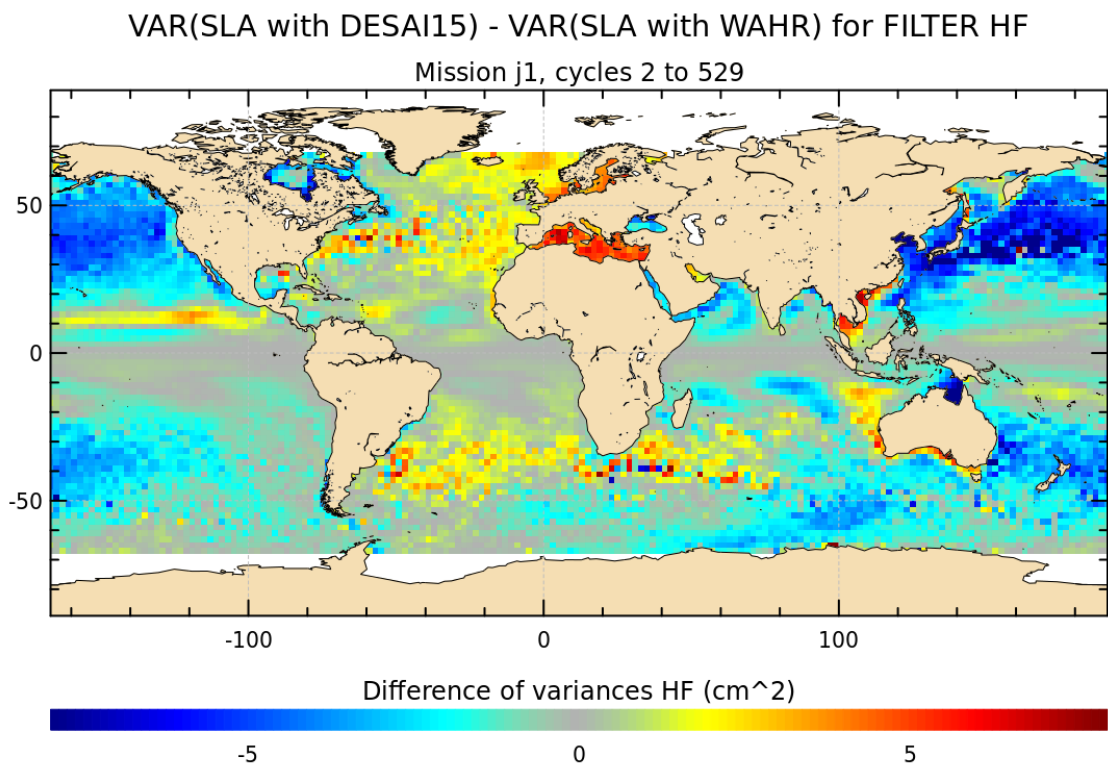 VAR(SLA with DESAI15) - VAR(SLA with WAHR) for FILTER HF
Mission j1, cycles 2 to 529
50
0
-50
-100 0 100
Difference of variances HF (cm^2)
-5 0 5